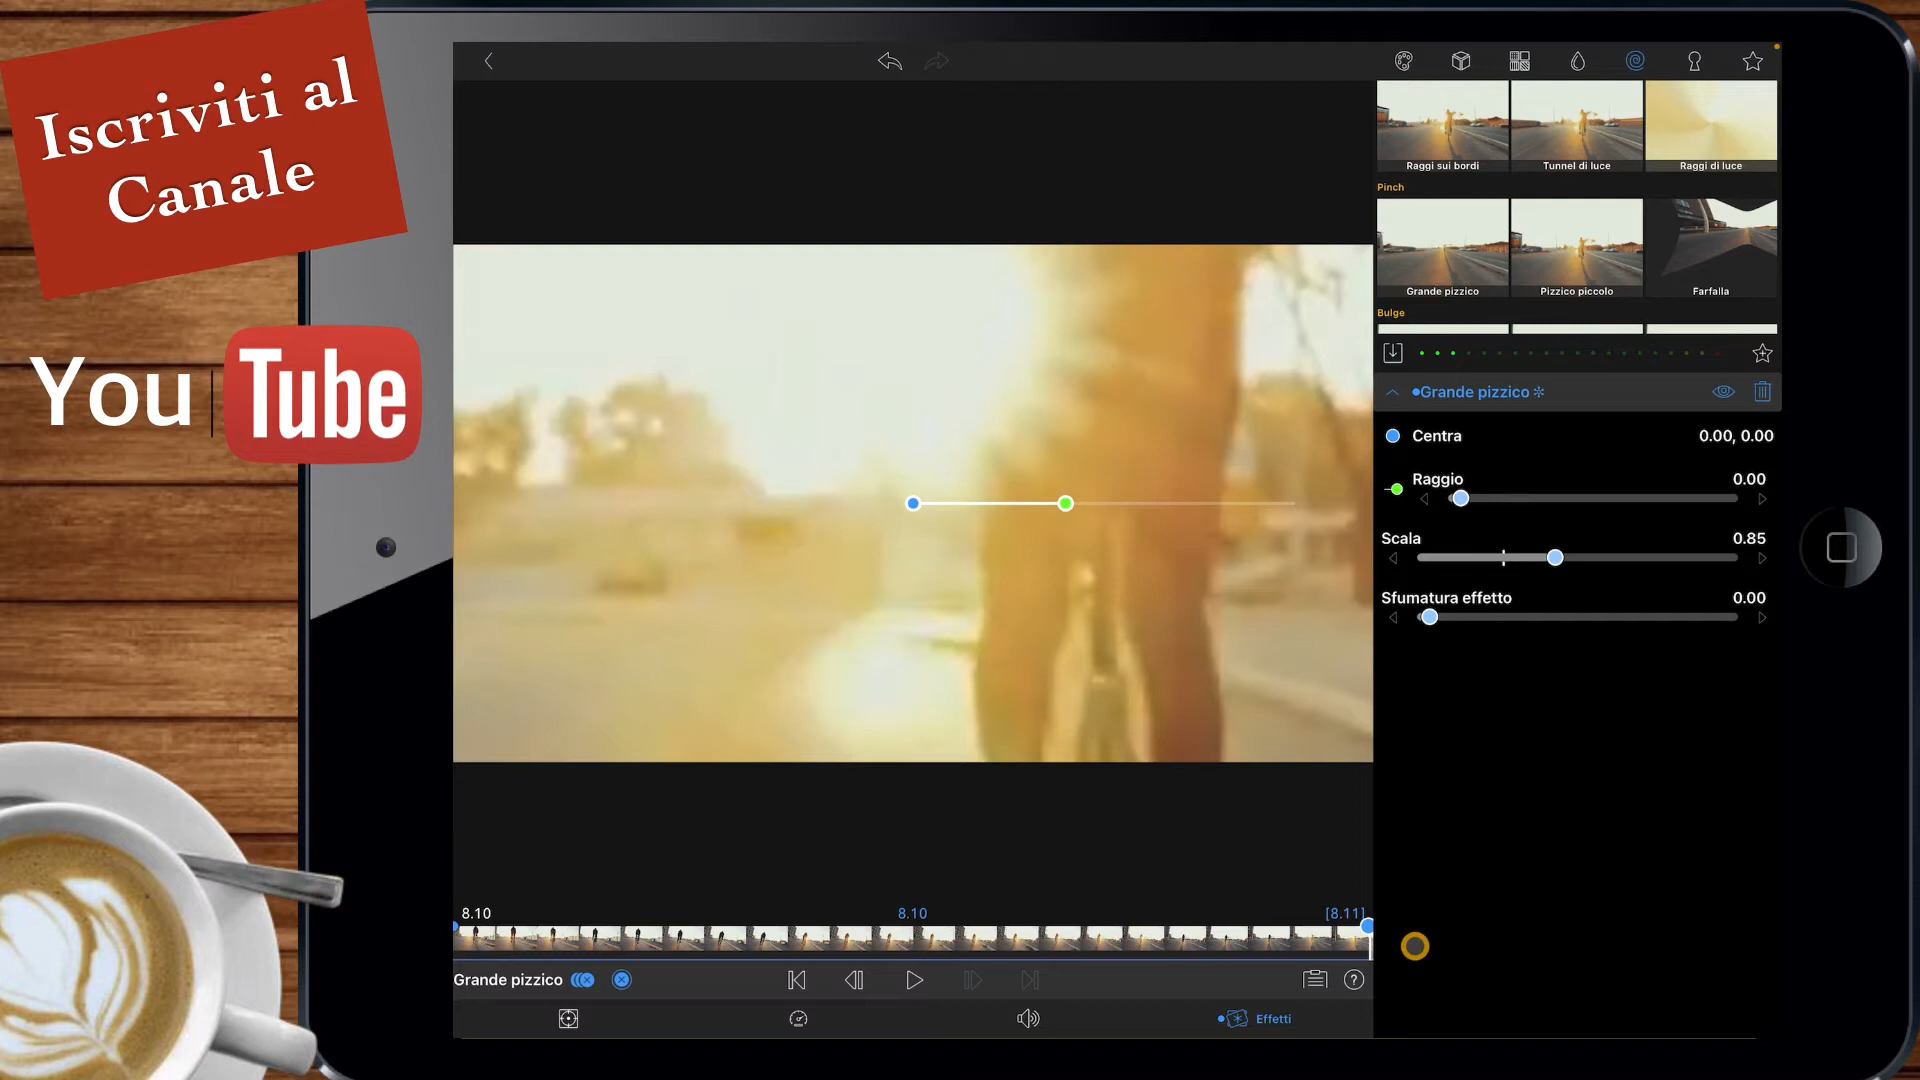 Iscriviti al
Canale
You Tube
Raggi sui bordi
Tunnel di luce
Raggi di luce
Pinch
Grande pizzico
Pizzico piccolo
Farfalla
Bulge
Grande pizzico
Centra 0.00, 0.00
Raggio 0.00
Scala 0.85
Sfumatura effetto 0.00
8.10 8.10 [8.11]
Grande pizzico
Effetti